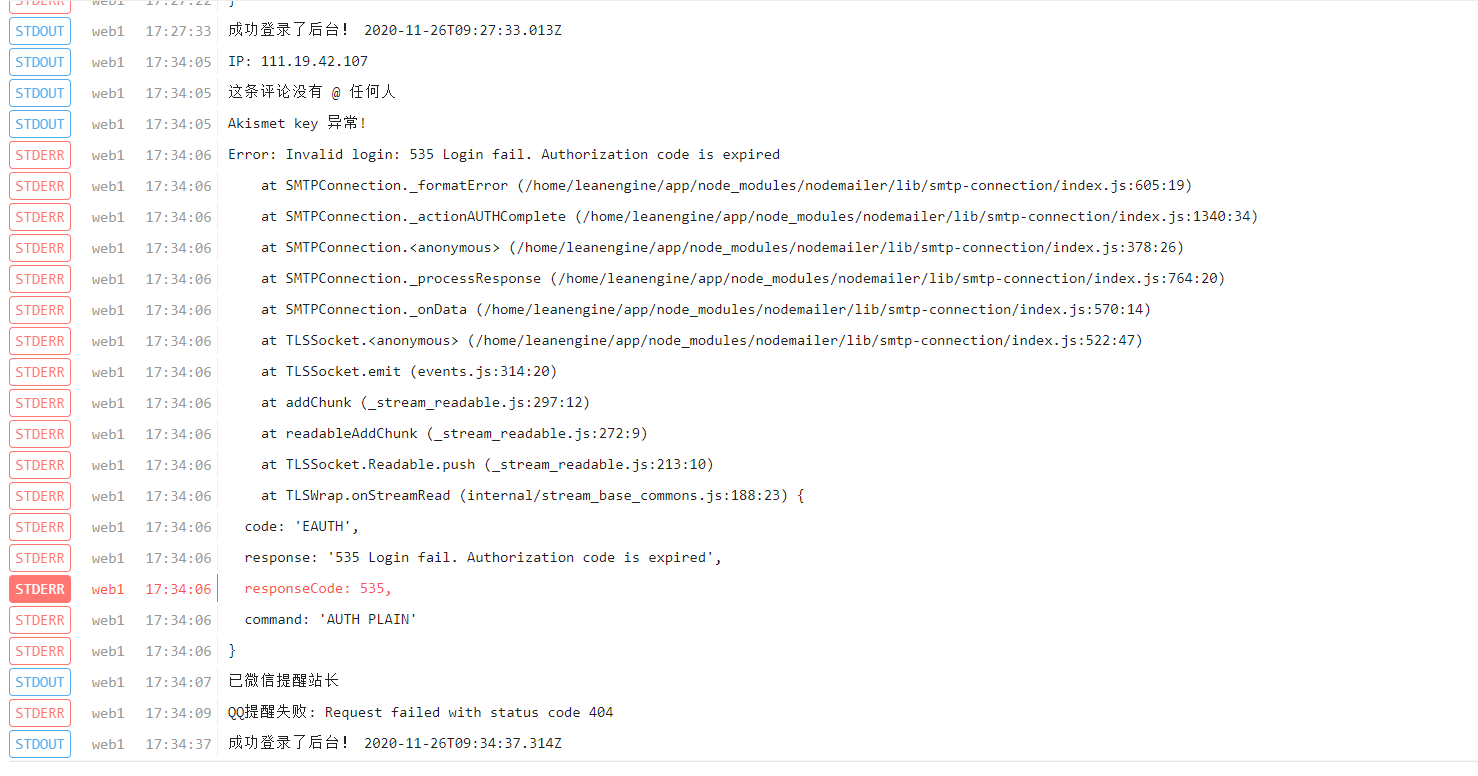 STDERR web1 17:27:22 }
STDOUT web1 17:27:33 成功登录了后台! 2020-11-26T09:27:33.013Z
STDOUT web1 17:34:05 IP: 111.19.42.107
STDOUT web1 17:34:05 这条评论没有 @ 任何人
STDOUT web1 17:34:05 Akismet key 异常!
STDERR web1 17:34:06 Error: Invalid login: 535 Login fail. Authorization code is expired
STDERR web1 17:34:06 at SMTPConnection._formatError (/home/leanengine/app/node_modules/nodemailer/lib/smtp-connection/index.js:605:19)
STDERR web1 17:34:06 at SMTPConnection._actionAUTHComplete (/home/leanengine/app/node_modules/nodemailer/lib/smtp-connection/index.js:1340:34)
STDERR web1 17:34:06 at SMTPConnection.<anonymous> (/home/leanengine/app/node_modules/nodemailer/lib/smtp-connection/index.js:378:26)
STDERR web1 17:34:06 at SMTPConnection._processResponse (/home/leanengine/app/node_modules/nodemailer/lib/smtp-connection/index.js:764:20)
STDERR web1 17:34:06 at SMTPConnection._onData (/home/leanengine/app/node_modules/nodemailer/lib/smtp-connection/index.js:570:14)
STDERR web1 17:34:06 at TLSSocket.<anonymous> (/home/leanengine/app/node_modules/nodemailer/lib/smtp-connection/index.js:522:47)
STDERR web1 17:34:06 at TLSSocket.emit (events.js:314:20)
STDERR web1 17:34:06 at addChunk (_stream_readable.js:297:12)
STDERR web1 17:34:06 at readableAddChunk (_stream_readable.js:272:9)
STDERR web1 17:34:06 at TLSSocket.Readable.push (_stream_readable.js:213:10)
STDERR web1 17:34:06 at TLSWrap.onStreamRead (internal/stream_base_commons.js:188:23) {
STDERR web1 17:34:06 code: 'EAUTH',
STDERR web1 17:34:06 response: '535 Login fail. Authorization code is expired',
STDERR web1 17:34:06 responseCode: 535,
STDERR web1 17:34:06 command: 'AUTH PLAIN'
STDERR web1 17:34:06 }
STDOUT web1 17:34:07 已微信提醒站长
STDERR web1 17:34:09 QQ提醒失败: Request failed with status code 404
STDOUT web1 17:34:37 成功登录了后台! 2020-11-26T09:34:37.314Z